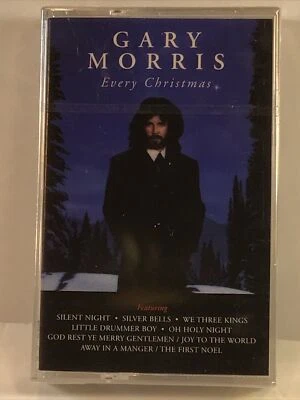 GARY
MORRIS
Every Christmas
Featuring
SILENT NIGHT • SILVER BELLS • WE THREE KINGS
LITTLE DRUMMER BOY • OH HOLY NIGHT
GOD REST YE MERRY GENTLEMEN / JOY TO THE WORLD
AWAY IN A MANGER / THE FIRST NOEL